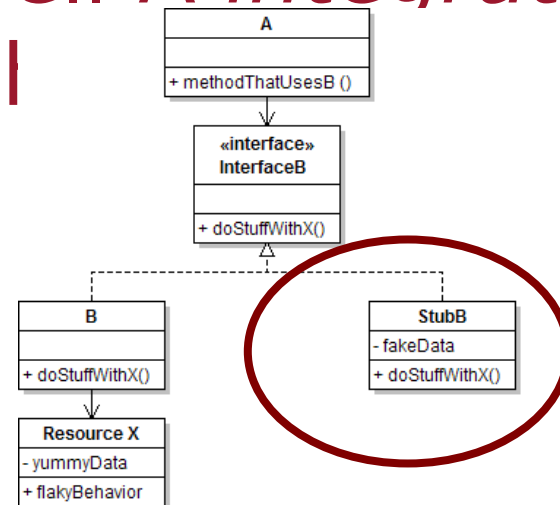 A
+ methodThatUsesB ()
«interface»
InterfaceB
+ doStuffWithX()
B
+ doStuffWithX()
StubB
- fakeData
+ doStuffWithX()
Resource X
- yummyData
+ flakyBehavior